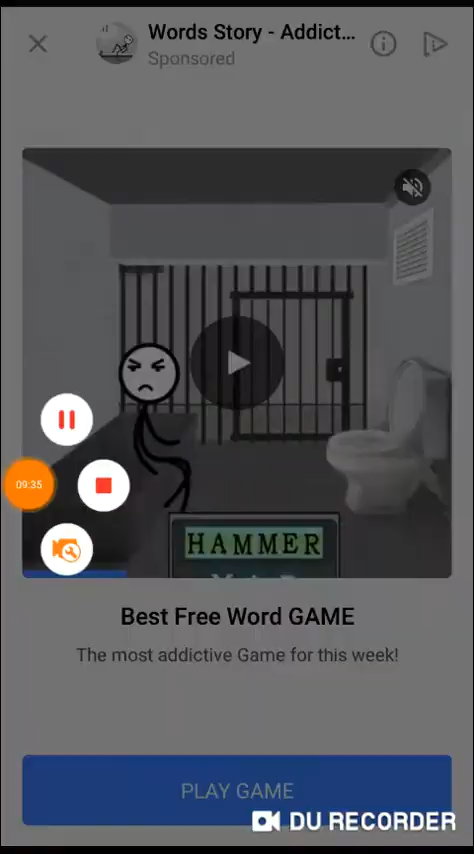 Words Story - Addict...
Sponsored
09:35
HAMMER
Best Free Word GAME
The most addictive Game for this week!
PLAY GAME
DU RECORDER